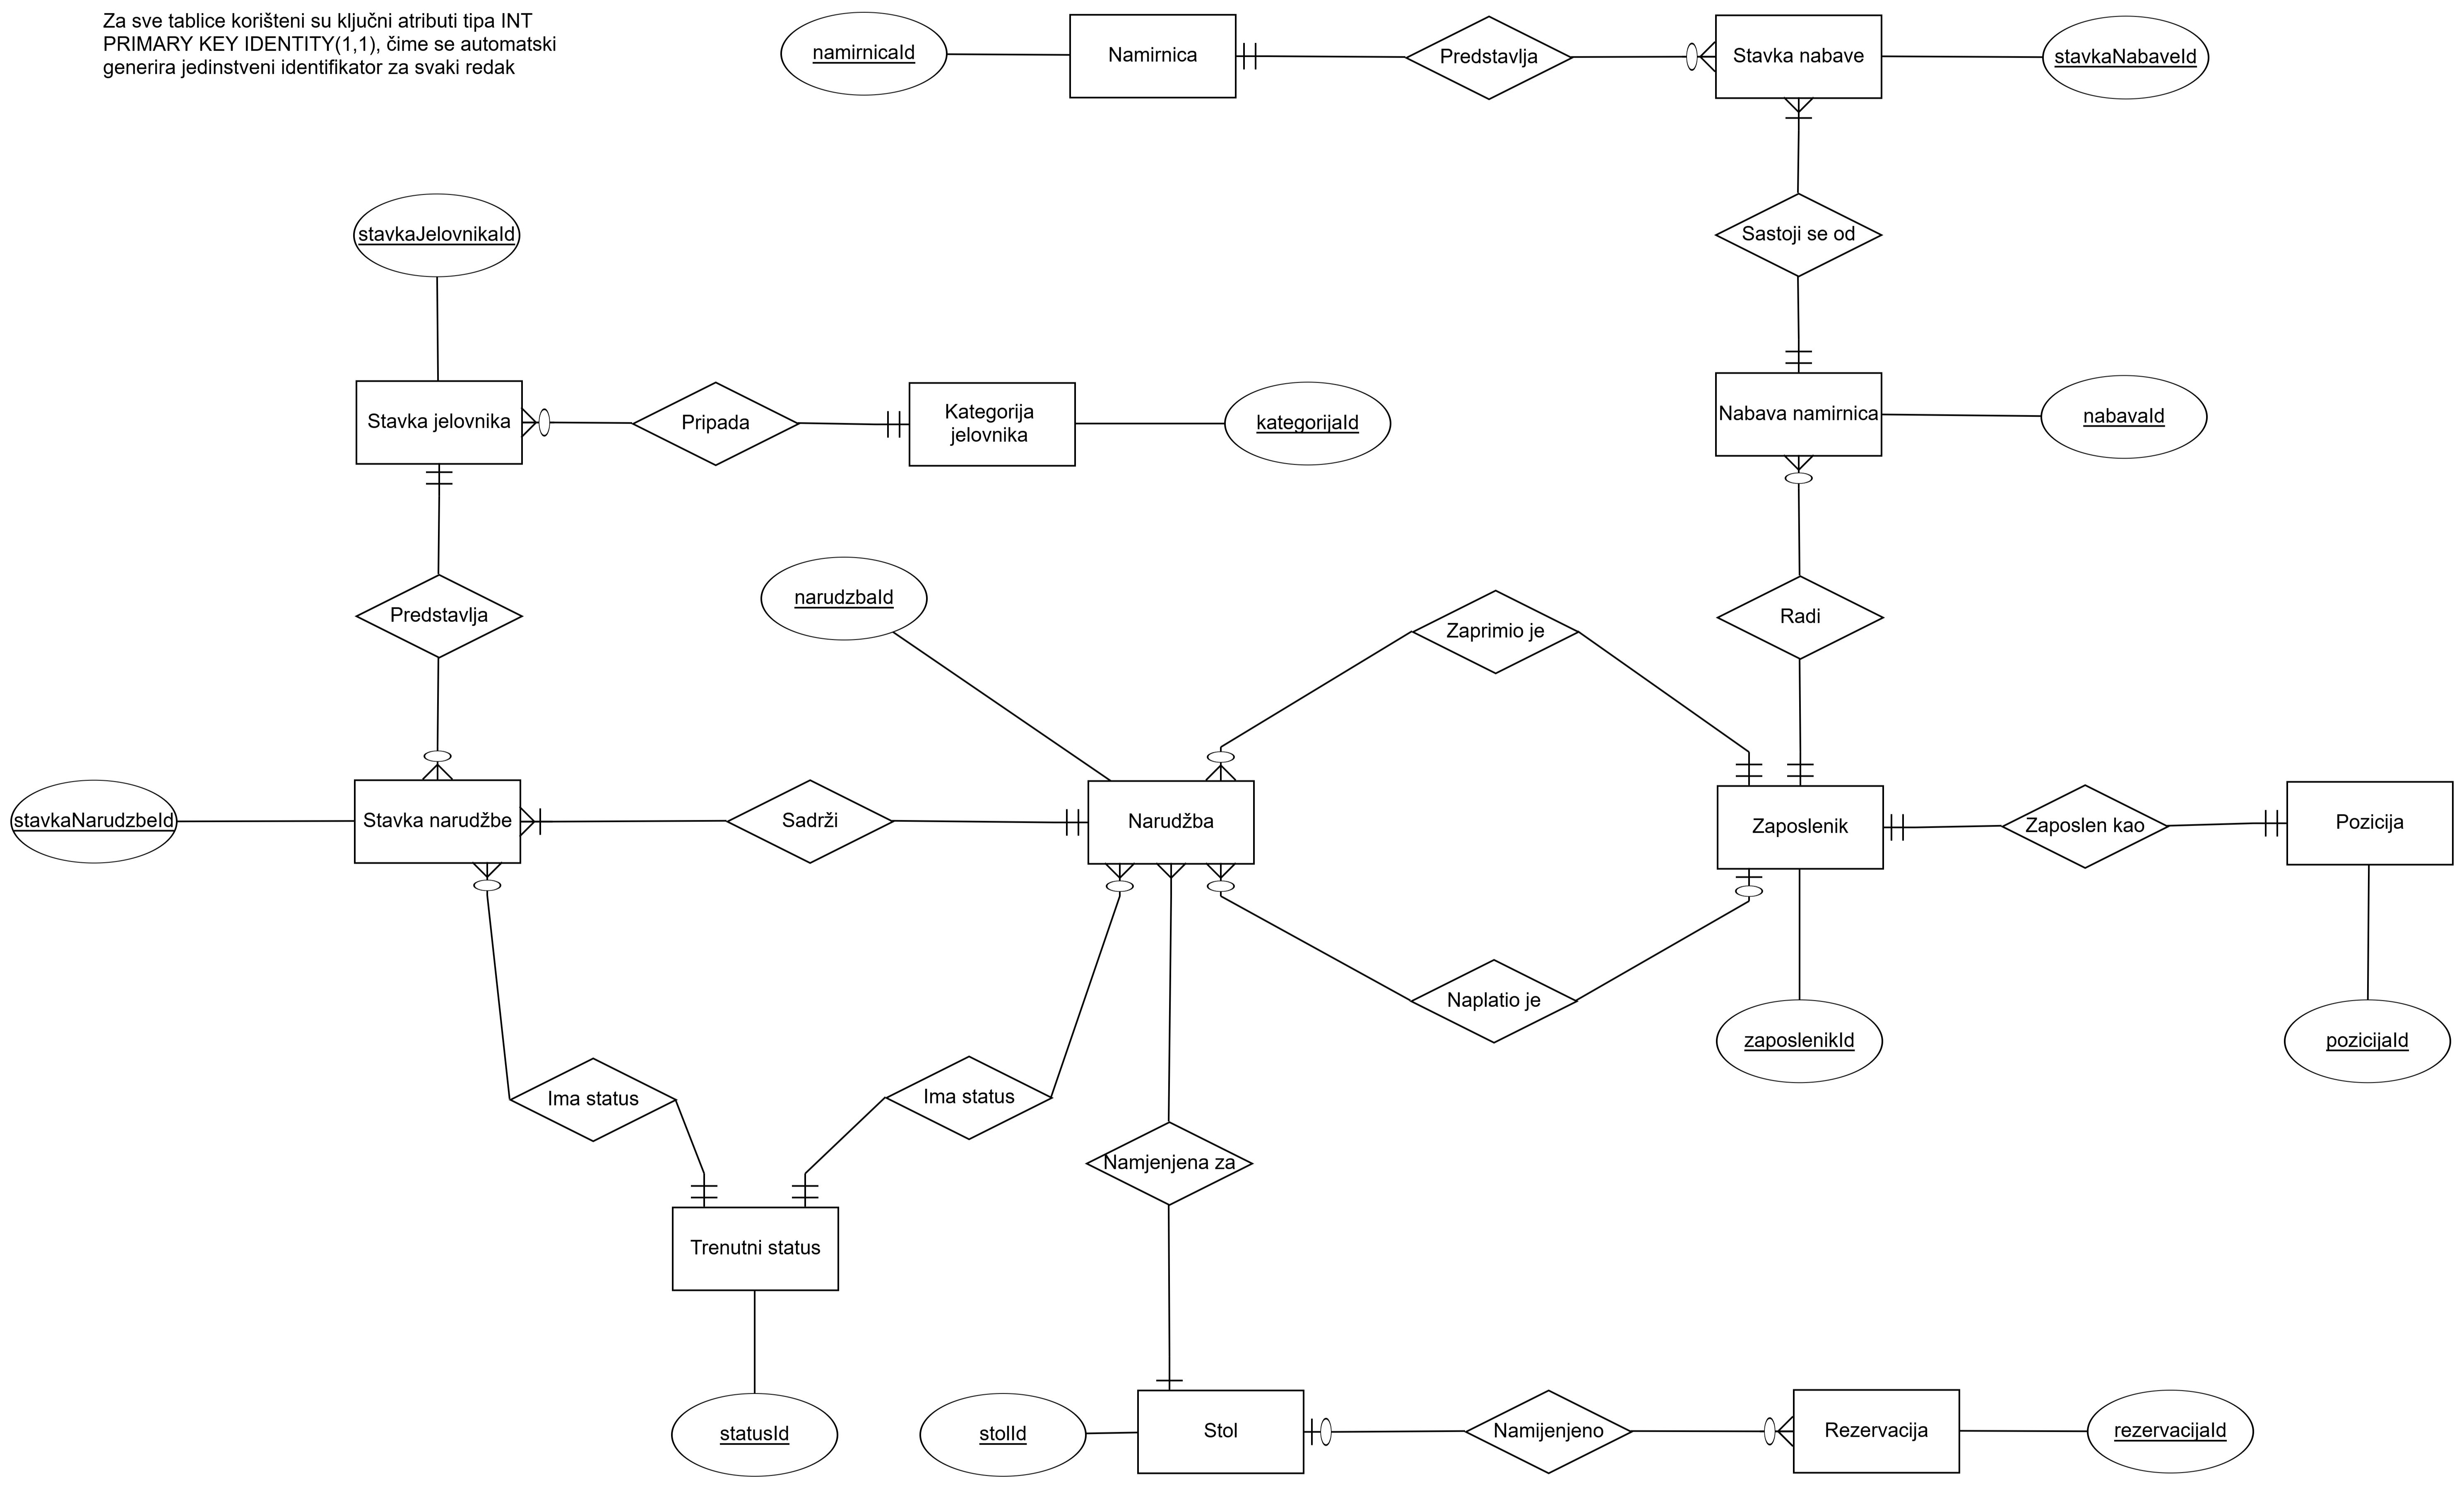 Za sve tablice korišteni su ključni atributi tipa INT
PRIMARY KEY IDENTITY(1,1), čime se automatski
generira jedinstveni identifikator za svaki redak
namirnicaId
Namirnica
Predstavlja
Stavka nabave
stavkaNabaveId
stavkaJelovnikaId
Sastoji se od
Stavka jelovnika
Pripada
Kategorija
jelovnika
kategorijaId
Nabava namirnica
nabavaId
Predstavlja
narudzbaId
Zaprimio je
Radi
stavkaNarudzbeId
Stavka narudžbe
Sadrži
Narudžba
Zaposlenik
Zaposlen kao
Pozicija
Naplatio je
zaposlenikId
pozicijaId
Ima status
Ima status
Namjenjena za
Trenutni status
statusId
stolId
Stol
Namijenjeno
Rezervacija
rezervacijaId